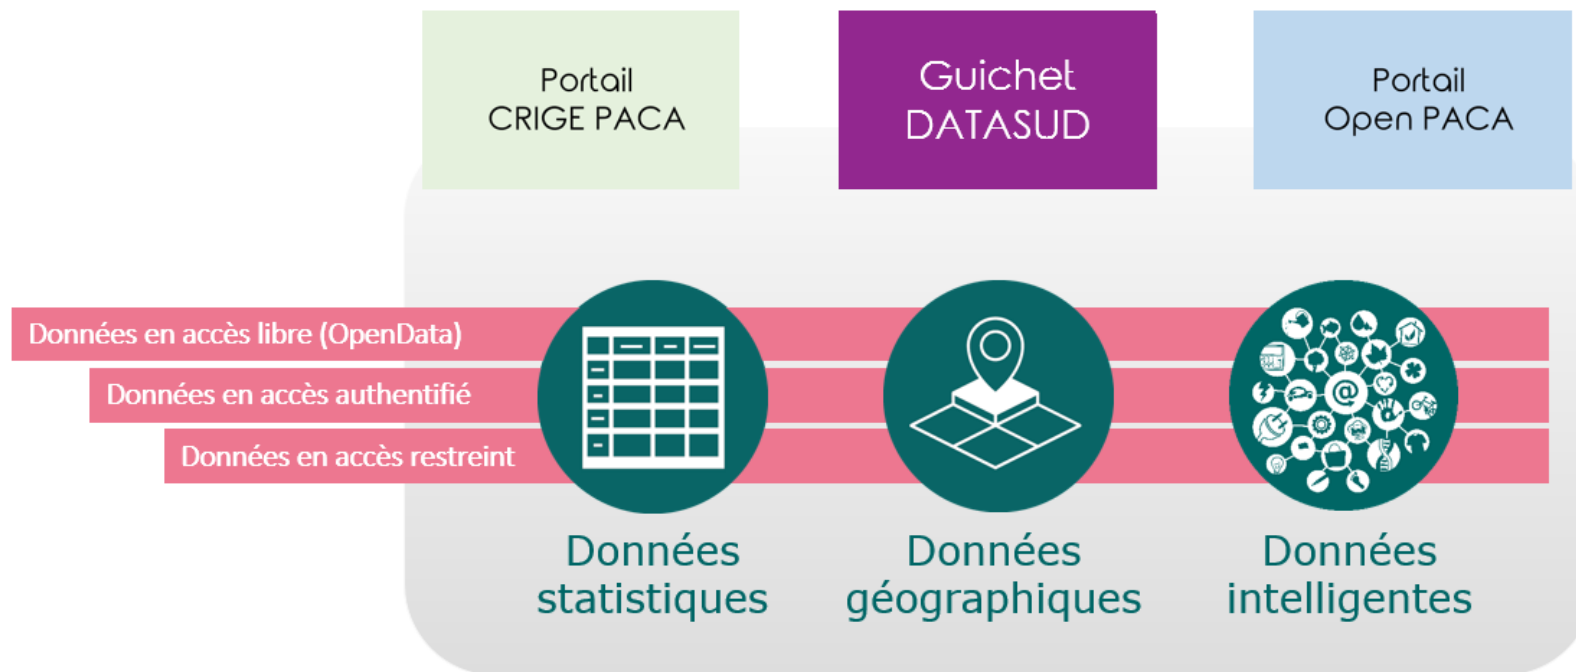 Portail
CRIGE PACA
Guichet
DATASUD
Portail
Open PACA
Données en accès libre (OpenData)
Données en accès authentifié
Données en accès restreint
Données
statistiques
Données
géographiques
@
Données
intelligentes